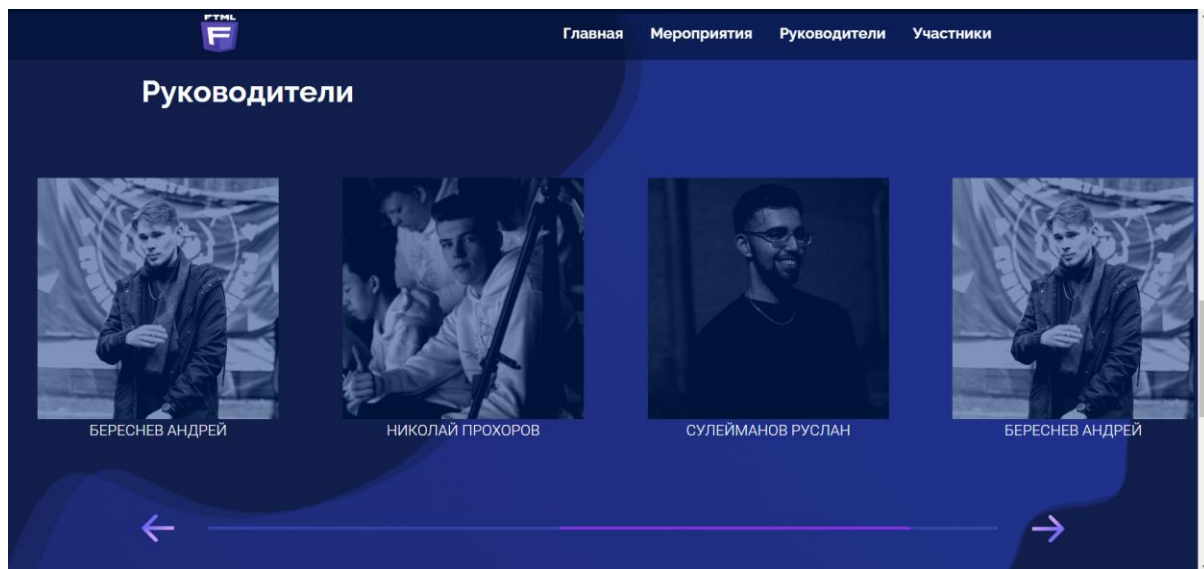 FTML
F
Главная Мероприятия Руководители Участники
Руководители
БЕРЕСНЕВ АНДРЕЙ
НИКОЛАЙ ПРОХОРОВ
СУЛЕЙМАНОВ РУСЛАН
БЕРЕСНЕВ АНДРЕЙ